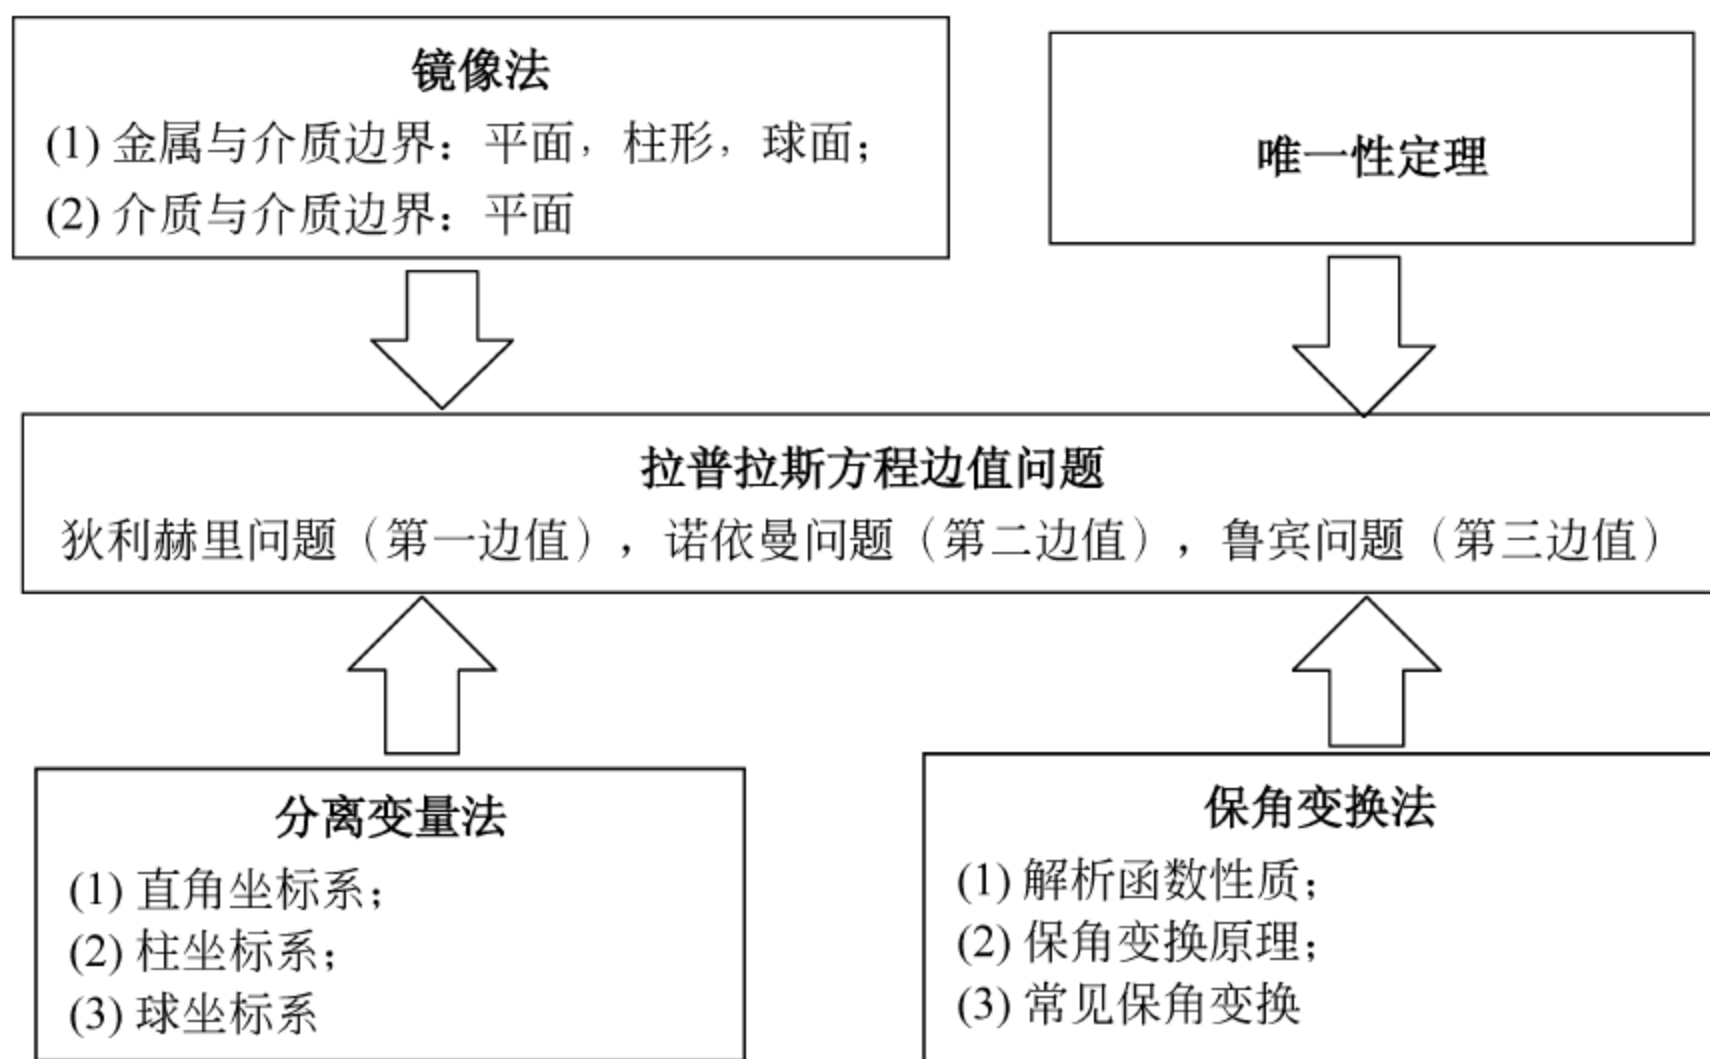 镜像法
(1) 金属与介质边界：平面，柱形，球面；
(2) 介质与介质边界：平面
唯一性定理
拉普拉斯方程边值问题
狄利赫里问题（第一边值），诺依曼问题（第二边值），鲁宾问题（第三边值）
分离变量法
(1) 直角坐标系；
(2) 柱坐标系；
(3) 球坐标系
保角变换法
(1) 解析函数性质；
(2) 保角变换原理；
(3) 常见保角变换